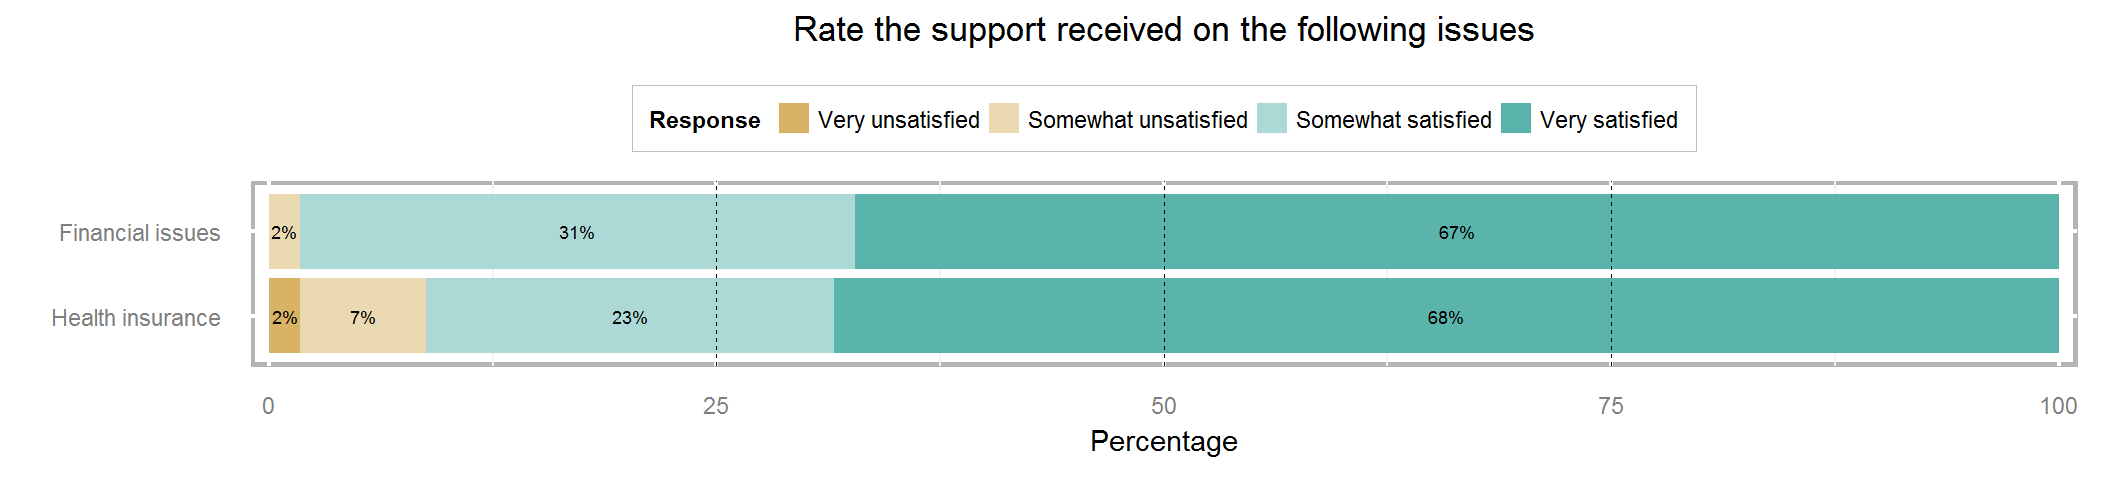 Rate the support received on the following issues
Response Very unsatisfied Somewhat unsatisfied Somewhat satisfied Very satisfied
Financial issues 2% 31% 67%
Health insurance 2% 7% 23% 68%
0 25 50 75 100
Percentage